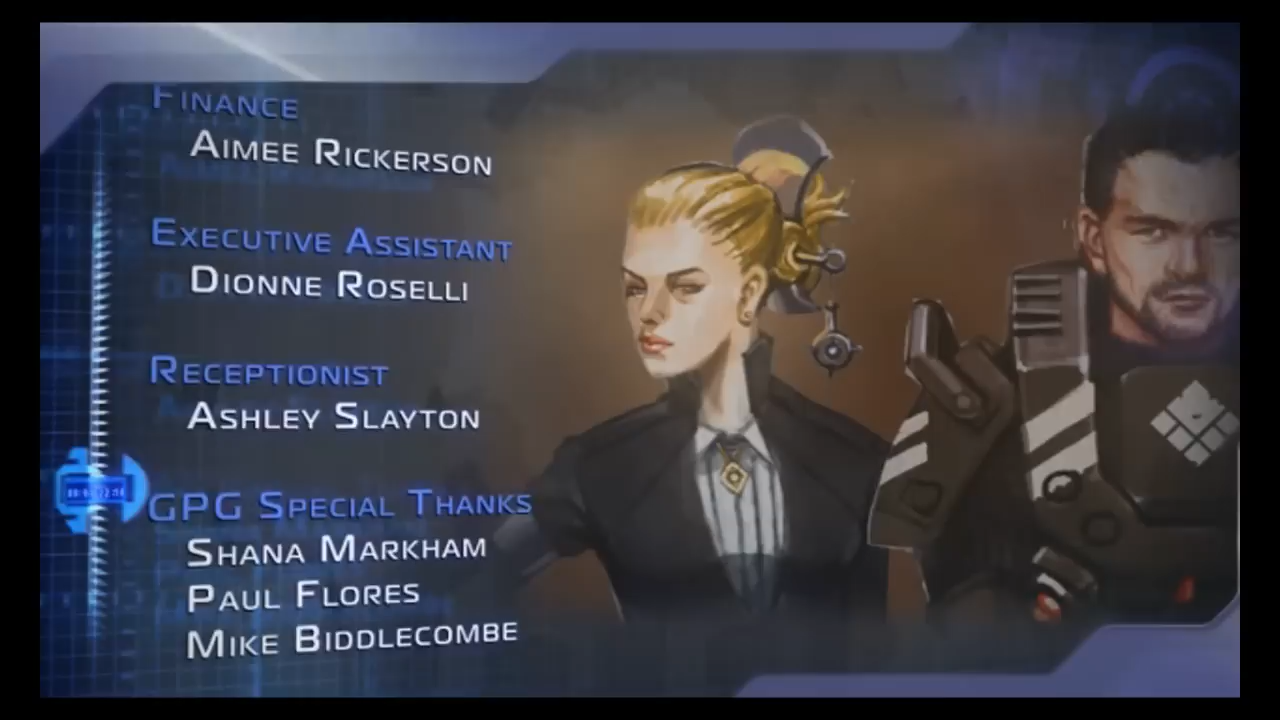 Finance
Aimee Rickerson
Executive Assistant
Dionne Roselli
Receptionist
Ashley Slayton
GPG Special Thanks
Shana Markham
Paul Flores
Mike Biddlecombe